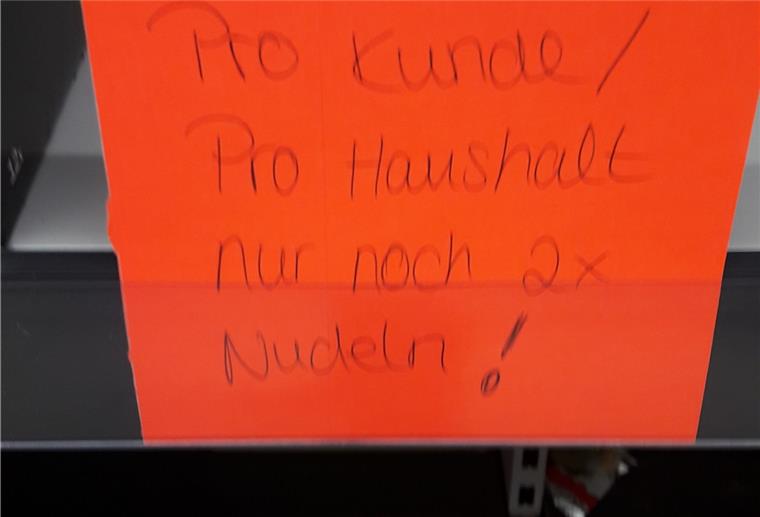 Pro Kunde/
Pro Haushalt
nur noch 2x
Nudeln!